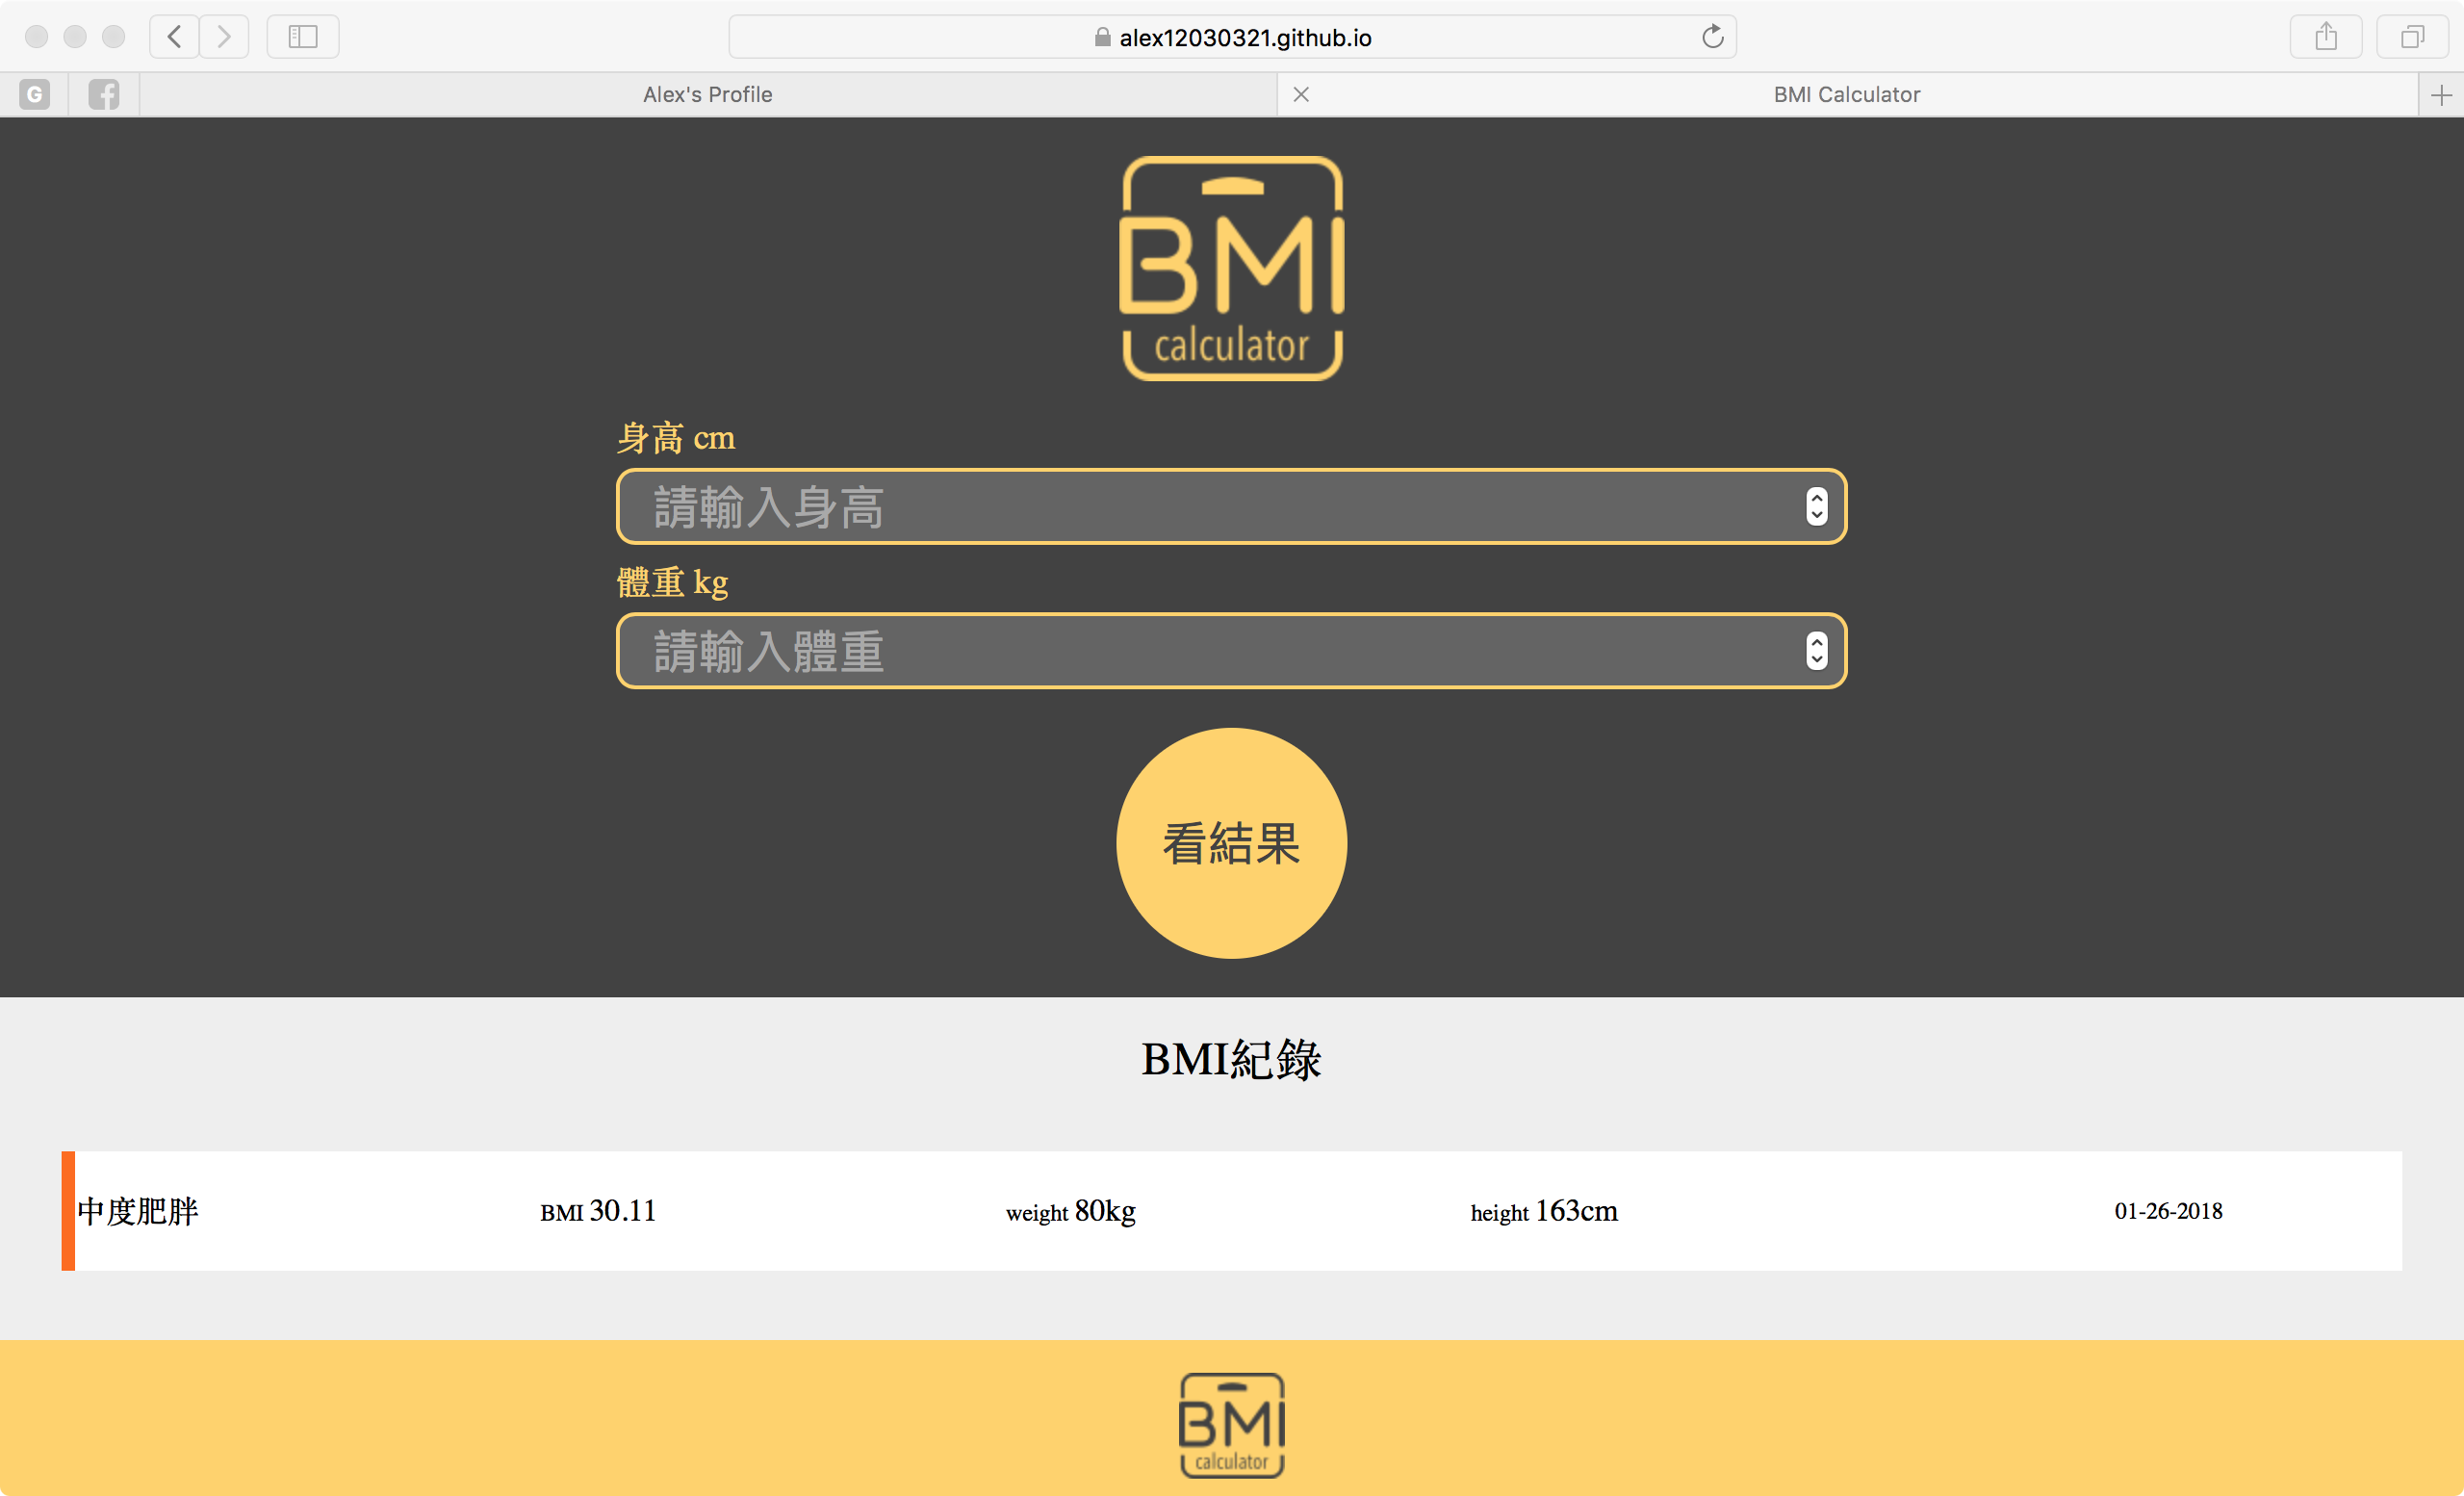 alex12030321.github.io
G
Alex's Profile
BMI Calculator
BMI
calculator
身高 cm
請輸入身高
體重 kg
請輸入體重
看結果
BMI紀錄
中度肥胖 BMI 30.11 weight 80kg height 163cm 01-26-2018
BMI
calculator